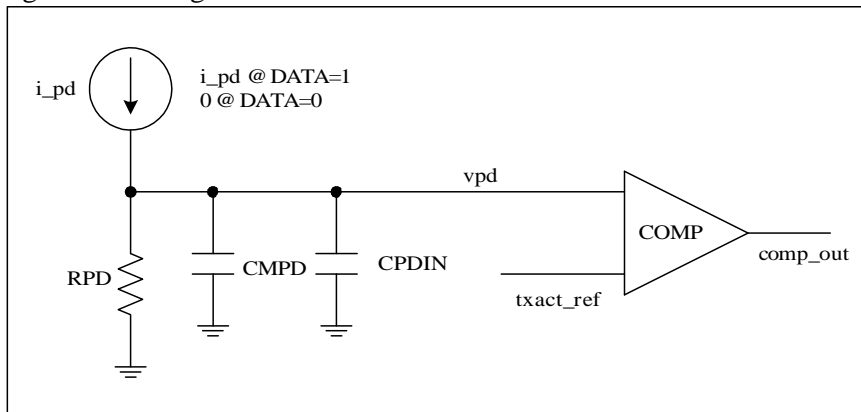 i_pd
i_pd @ DATA=1
0 @ DATA=0
vpd
COMP
comp_out
RPD
CMPD
CPDIN
txact_ref